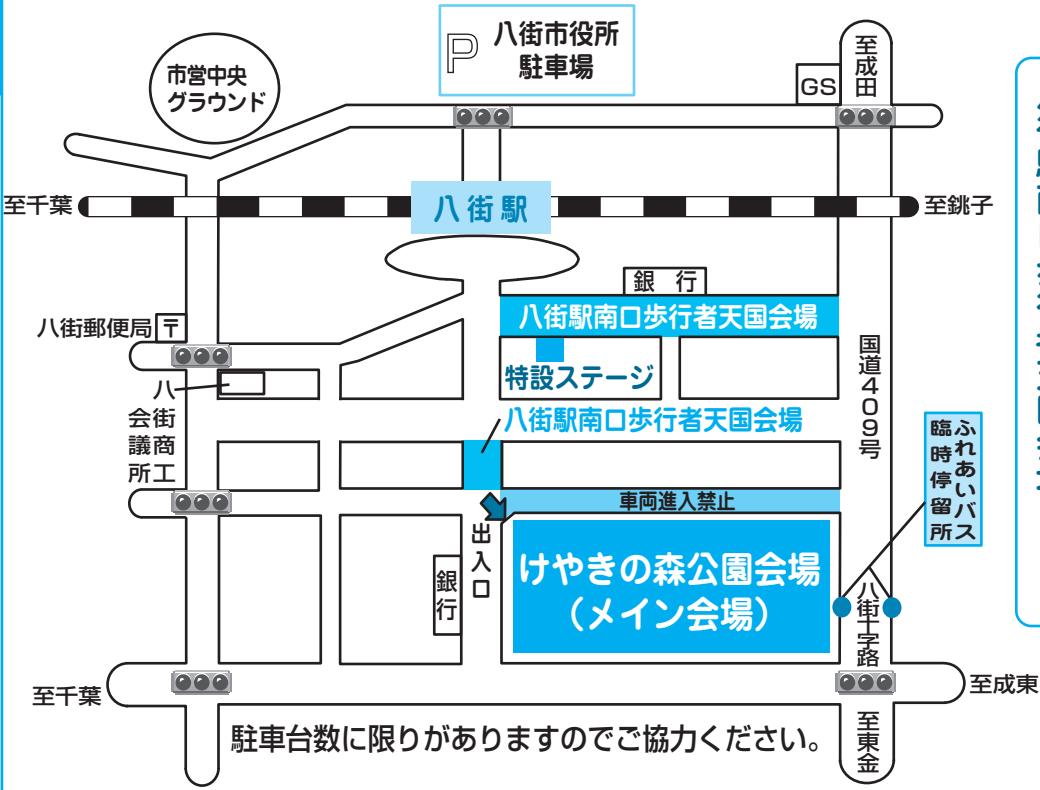 八街市役所
駐車場
P
市営中央
グラウンド
GS
至成田
至千葉
八街駅
至銚子
銀行
八街駅南口歩行者天国会場
八街郵便局
〒
特設ステージ
八街商工
会議所
八街駅南口歩行者天国会場
国道409号
ふれあいバス
臨時停留所
車両進入禁止
出入口
銀行
けやきの森公園会場
(メイン会場)
八街十字路
至千葉
至成東
至東金
駐車台数に限りがありますのでご協力ください。